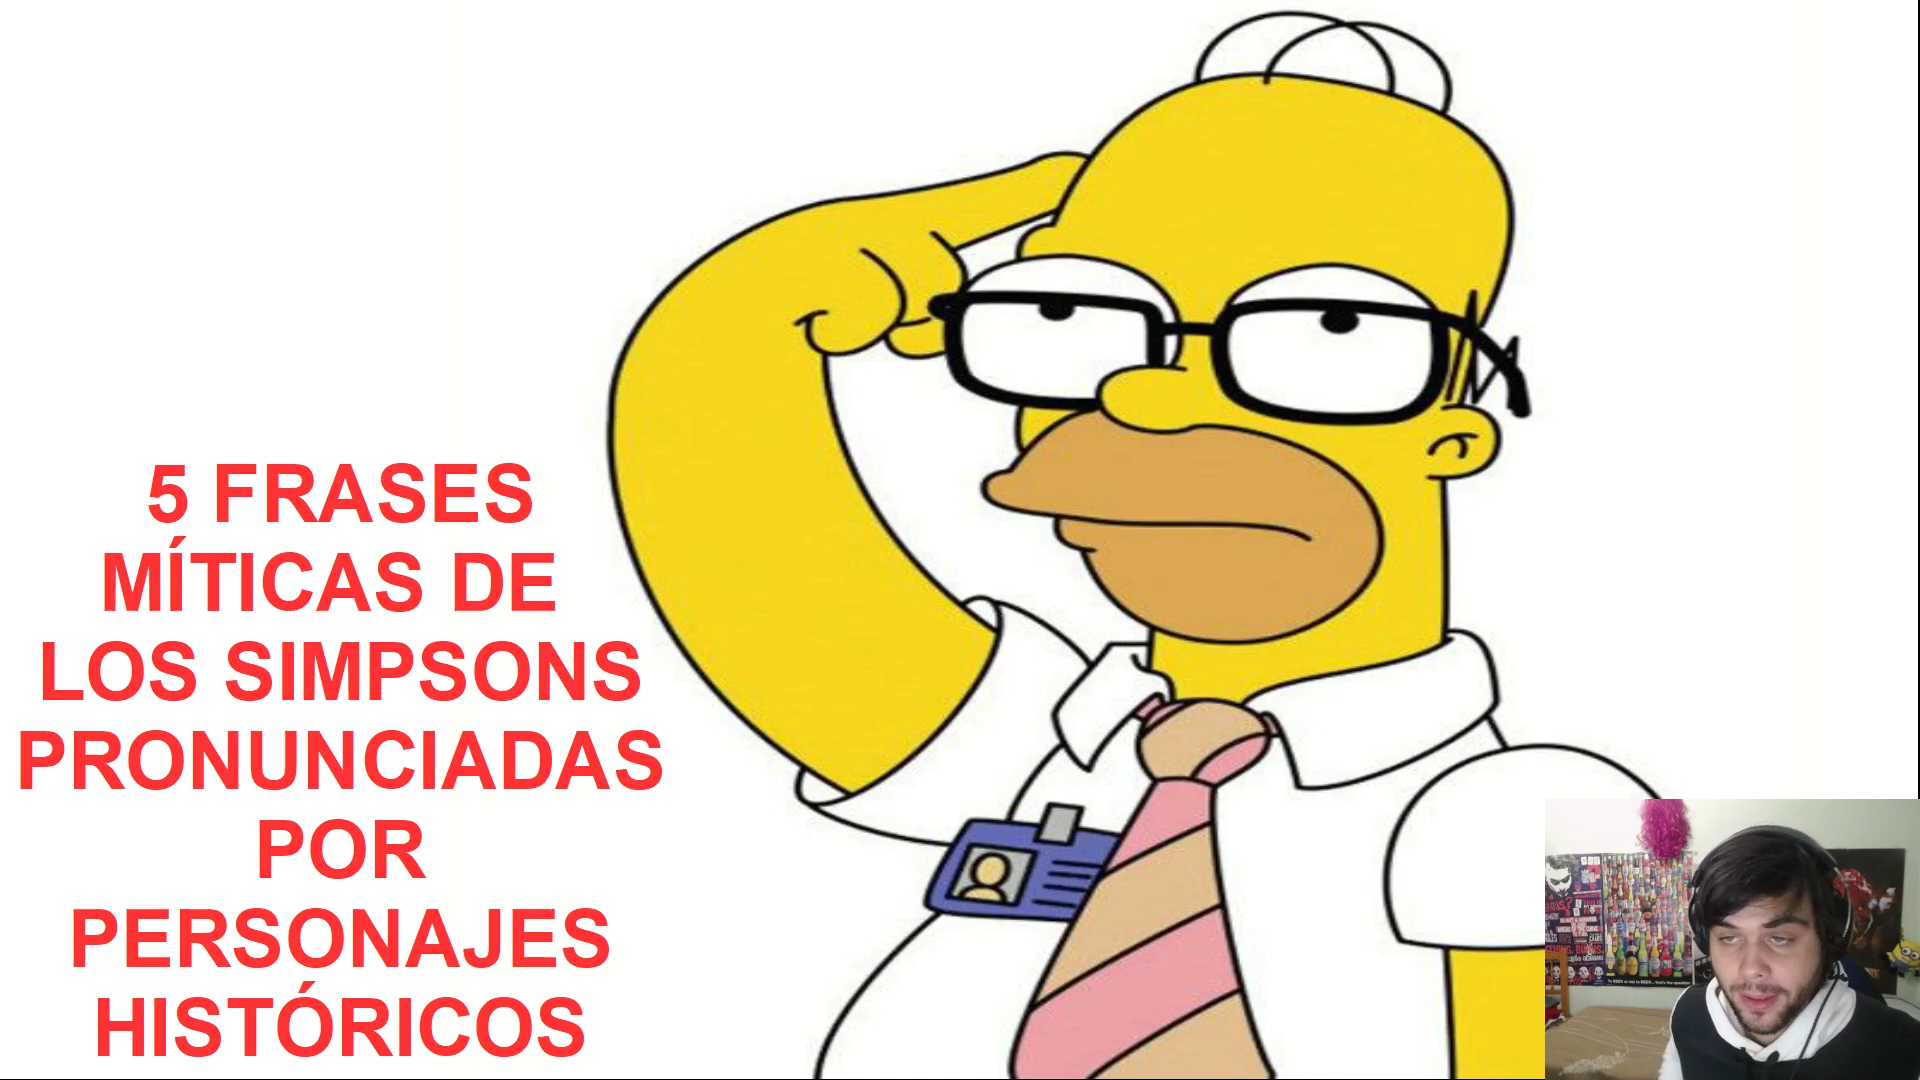 5 FRASES
MÍTICAS DE
LOS SIMPSONS
PRONUNCIADAS
POR
PERSONAJES
HISTÓRICOS